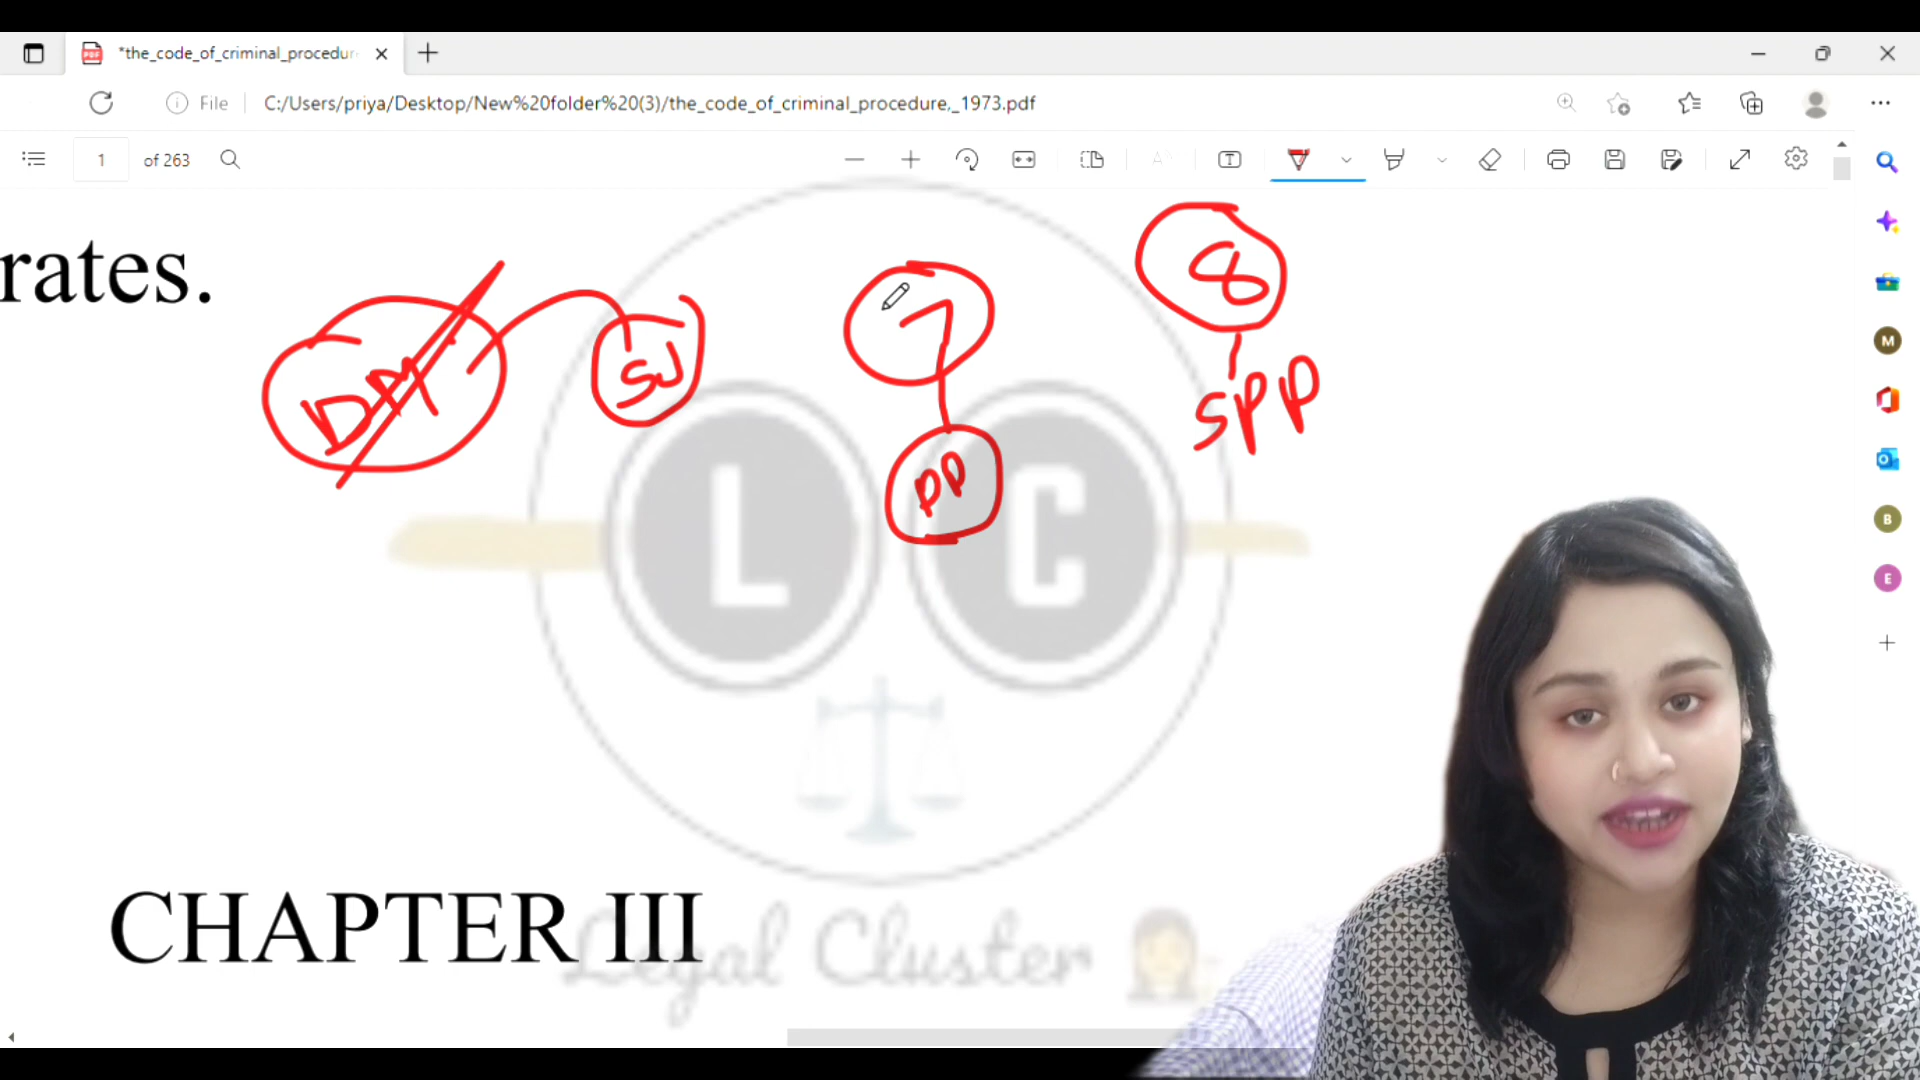 *the_code_of_criminal_procedur
File
C:/Users/priya/Desktop/New%20folder%20(3)/the_code_of_criminal_procedure,_1973.pdf
1 of 263
rates.
DM
SJ
7
PP
8
SPP
L C
CHAPTER III
Legal Cluster
M
B
E